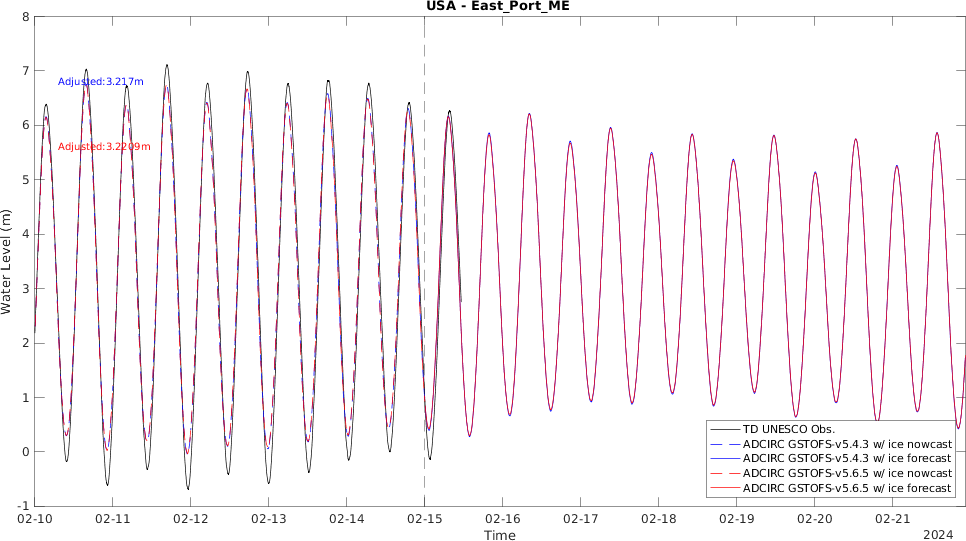 USA - East_Port_ME
8
7
6
5
4
3
2
1
0
-1
Water Level (m)
Adjusted:3.217m
Adjusted:3.2209m
TD UNESCO Obs.
ADCIRC GSTOFS-v5.4.3 w/ ice nowcast
ADCIRC GSTOFS-v5.4.3 w/ ice forecast
ADCIRC GSTOFS-v5.6.5 w/ ice nowcast
ADCIRC GSTOFS-v5.6.5 w/ ice forecast
02-10 02-11 02-12 02-13 02-14 02-15 02-16 02-17 02-18 02-19 02-20 02-21
Time
2024